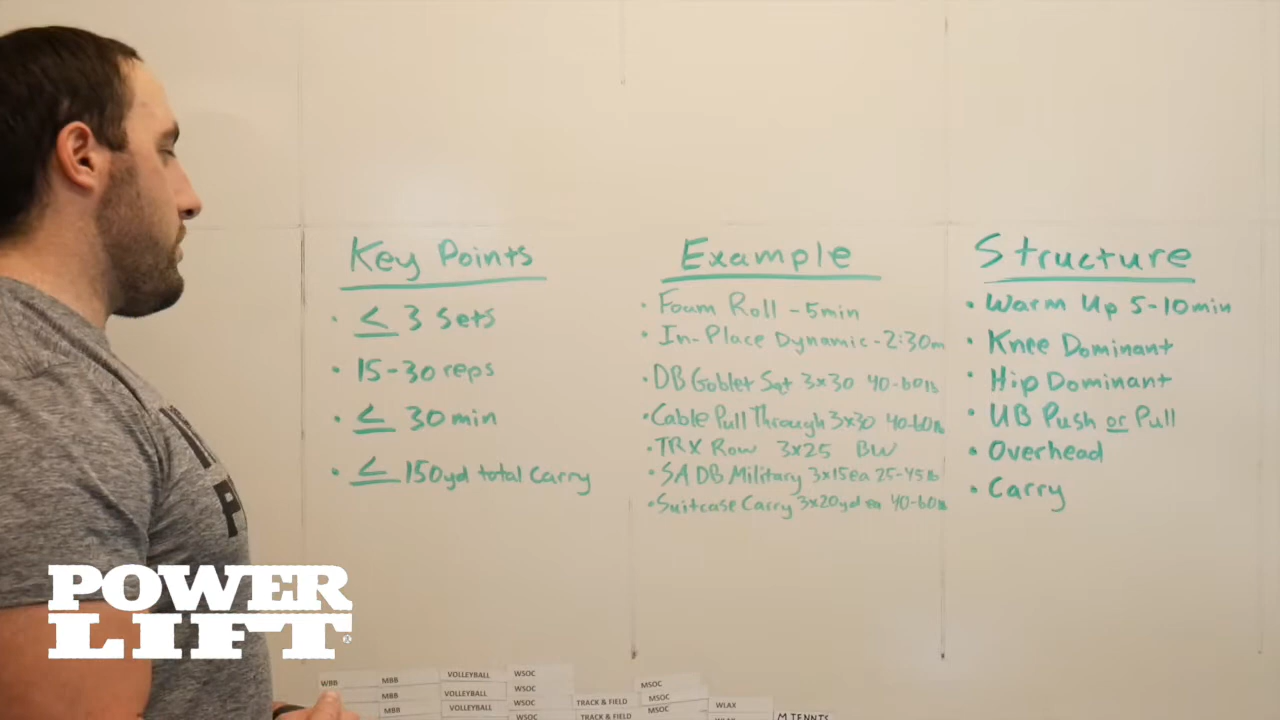 Key Points
≤ 3 Sets
15-30 reps
≤ 30 min
≤ 150yd total Carry
Example
Foam Roll - 5min
In-Place Dynamic - 2:30m
DB Goblet Sqt 3x30 40-60lb
Cable Pull Through 3x30 40-60lb
TRX Row 3x25 BW
SA DB Military 3x15ea 25-45lb
Suitcase Carry 3x20yd ea 40-60lb
Structure
Warm Up 5-10min
Knee Dominant
Hip Dominant
UB Push or Pull
Overhead
Carry
POWER
LIFT®
WBB
MBB
MBB
MBB
VOLLEYBALL
VOLLEYBALL
VOLLEYBALL
WSOC
WSOC
WSOC
WSOC
TRACK & FIELD
TRACK & FIELD
MSOC
MSOC
MSOC
WLAX
M TENNIS